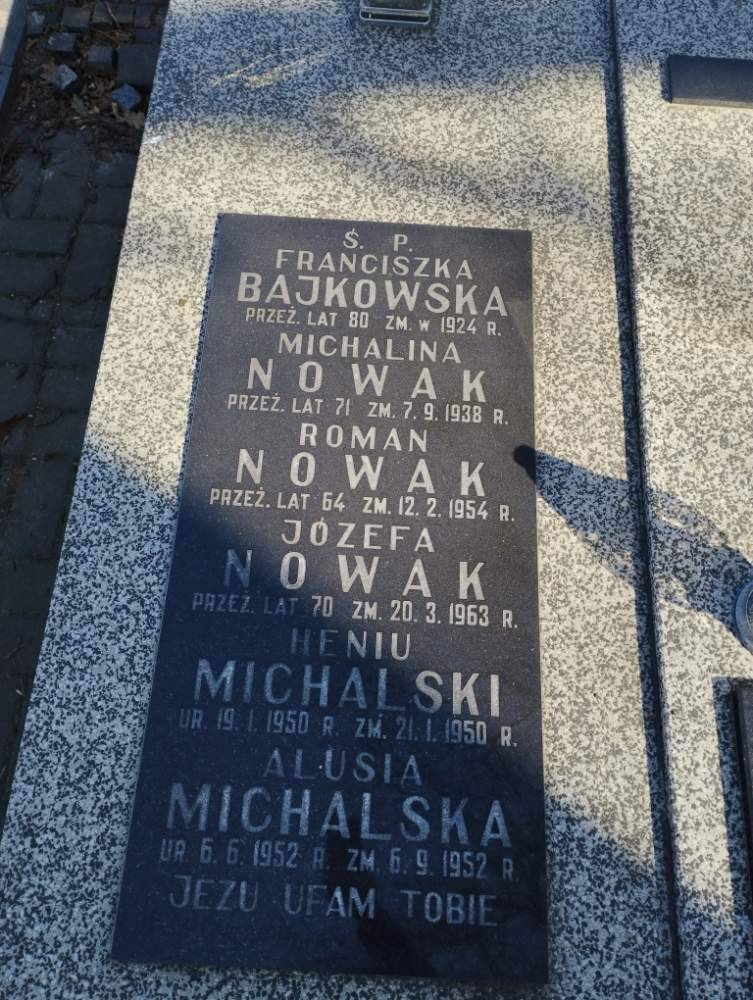 Ś. P.
FRANCISZKA
BAJKOWSKA
PRZEŻ. LAT 80 ZM. W 1924 R.
MICHALINA
NOWAK
PRZEŻ. LAT 71 ZM. 7. 9. 1938 R.
ROMAN
NOWAK
PRZEŻ. LAT 64 ZM. 12. 2. 1954 R.
JÓZEFA
NOWAK
PRZEŻ. LAT 70 ZM. 20. 3. 1963 R.
HENIU
MICHALSKI
UR. 19. 1. 1950 R. ZM. 21. 1. 1950 R.
ALUSIA
MICHALSKA
UR. 6. 6. 1952 R. ZM. 6. 9. 1952 R.
JEZU UFAM TOBIE